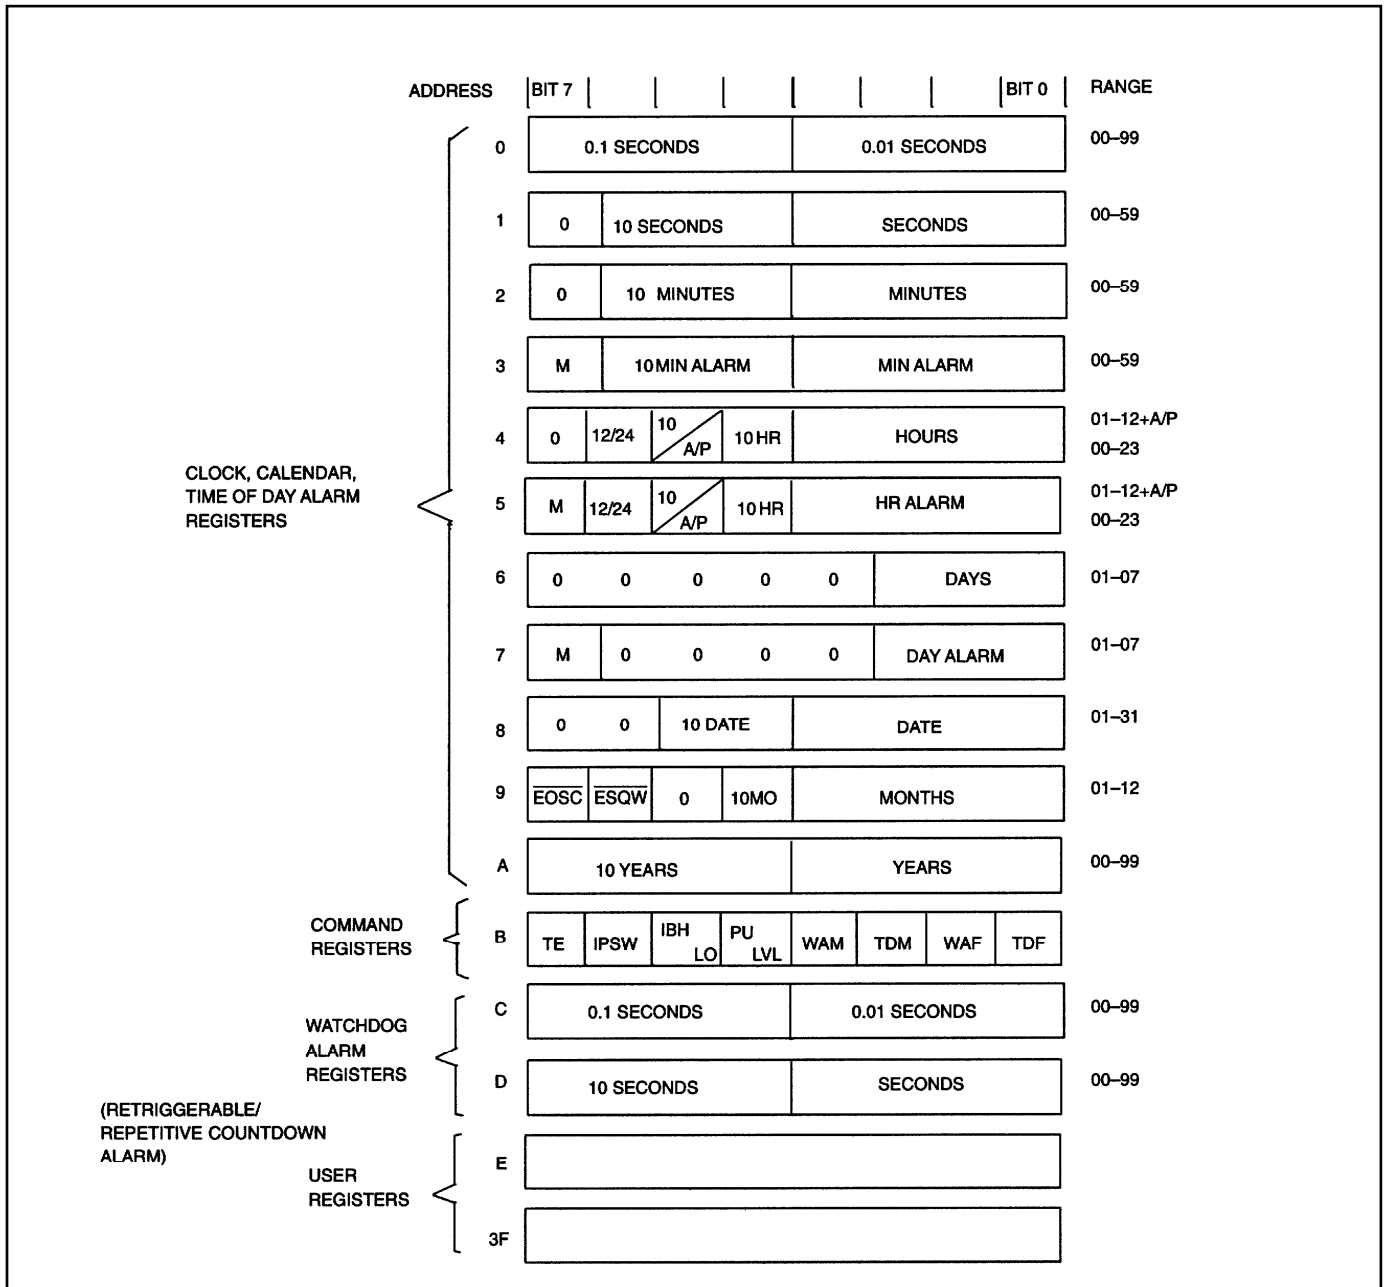 ADDRESS BIT 7 BIT 0 RANGE
0 0.1 SECONDS 0.01 SECONDS 00–99
1 0 10 SECONDS SECONDS 00–59
2 0 10 MINUTES MINUTES 00–59
3 M 10 MIN ALARM MIN ALARM 00–59
4 0 12/24 10 A/P 10 HR HOURS 01–12+A/P 00–23
CLOCK, CALENDAR,
TIME OF DAY ALARM
REGISTERS
5 M 12/24 10 A/P 10 HR HR ALARM 01–12+A/P 00–23
6 0 0 0 0 0 DAYS 01–07
7 M 0 0 0 0 DAY ALARM 01–07
8 0 0 10 DATE DATE 01–31
9 EOSC ESQW 0 10MO MONTHS 01–12
A 10 YEARS YEARS 00–99
COMMAND
REGISTERS
B TE IPSW IBH LO PU LVL WAM TDM WAF TDF
C 0.1 SECONDS 0.01 SECONDS 00–99
WATCHDOG
ALARM
REGISTERS
D 10 SECONDS SECONDS 00–99
(RETRIGGERABLE/
REPETITIVE COUNTDOWN
ALARM)
E
USER
REGISTERS
3F